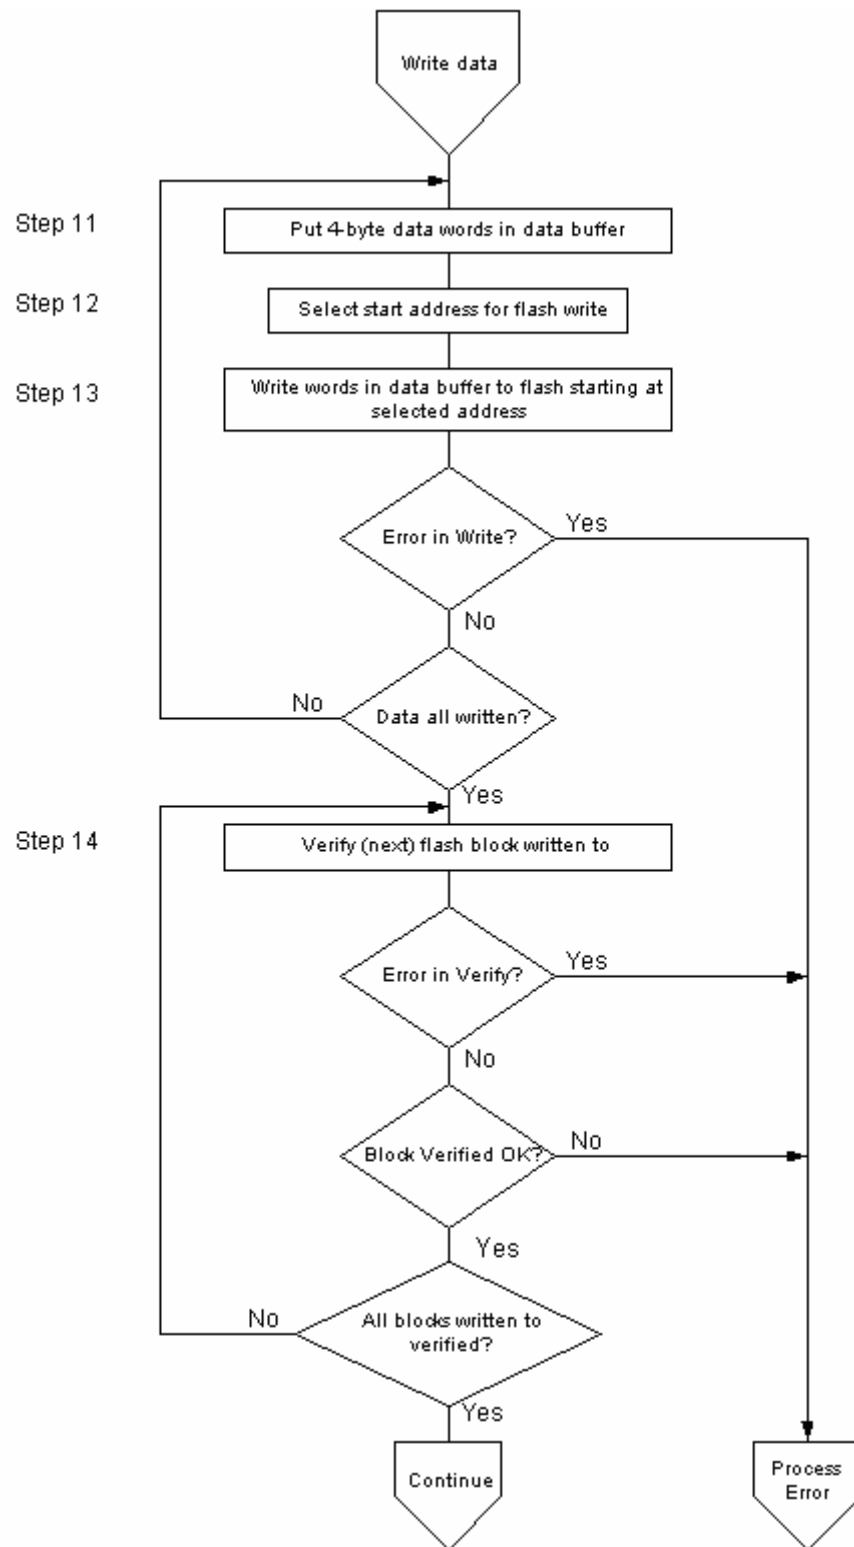 Write data
Step 11
Put 4-byte data words in data buffer
Step 12
Select start address for flash write
Step 13
Write words in data buffer to flash starting at
selected address
Error in Write?
Yes
No
No
Data all written?
Yes
Step 14
Verify (next) flash block written to
Error in Verify?
Yes
No
Block Verified OK?
No
Yes
No
All blocks written to
verified?
Yes
Continue
Process
Error